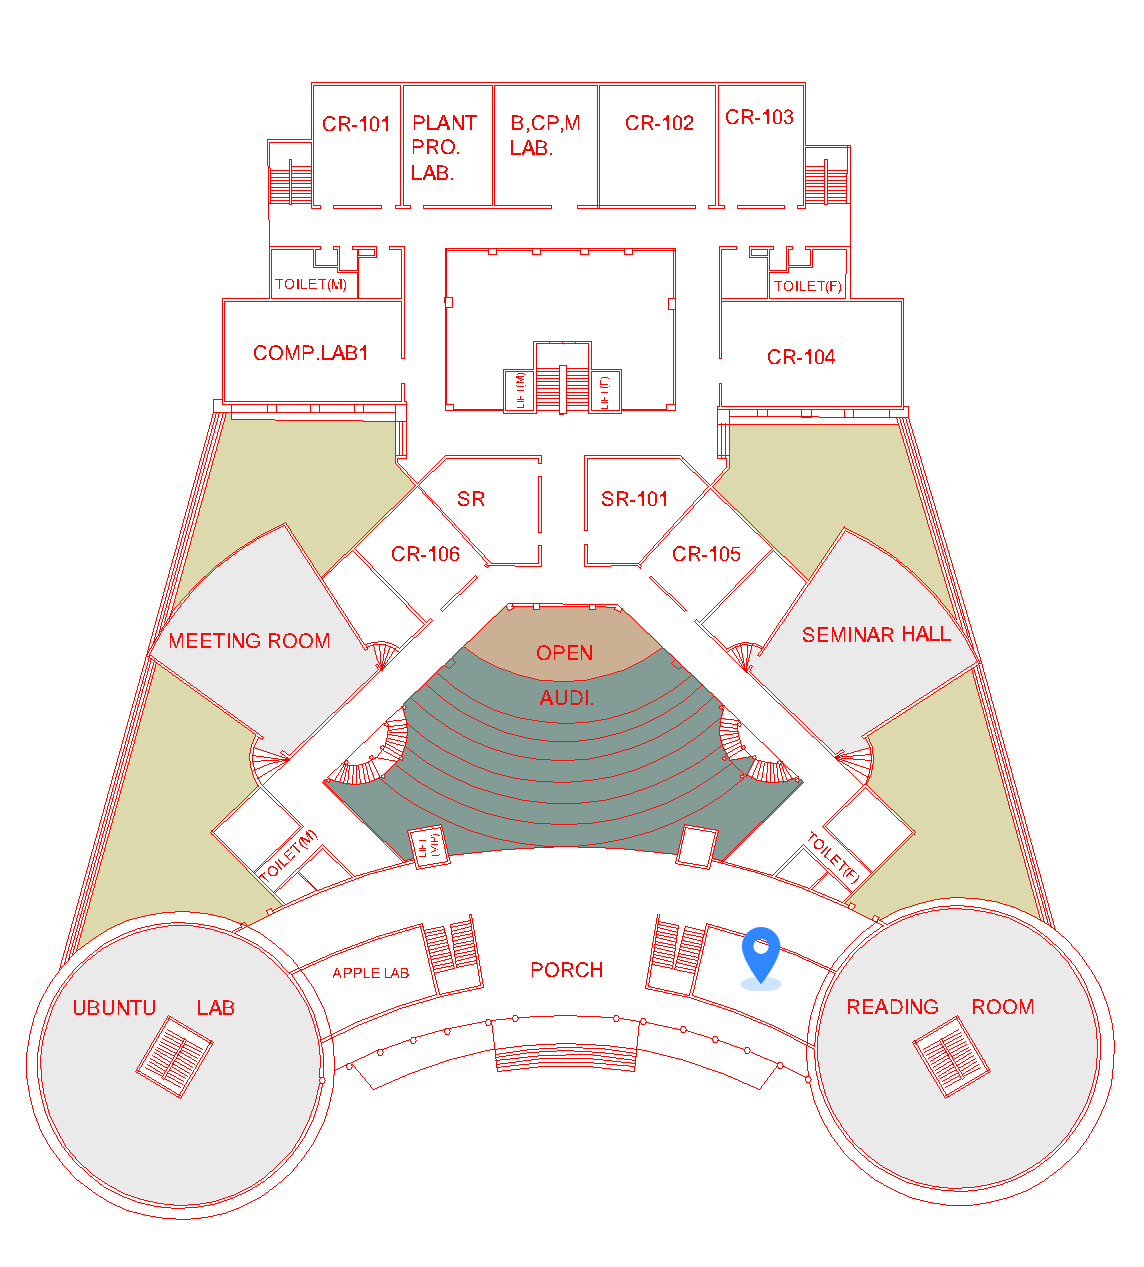 CR-101
PLANT
PRO.
LAB.
B,CP,M
LAB.
CR-102
CR-103
TOILET(M)
TOILET(F)
COMP.LAB1
CR-104
LIFT(M)
LIFT(F)
SR
SR-101
CR-106
CR-105
MEETING ROOM
SEMINAR HALL
OPEN
AUDI.
TOILET(M)
LIFT
(VIP)
TOILET(F)
APPLE LAB
PORCH
UBUNTU LAB
READING ROOM